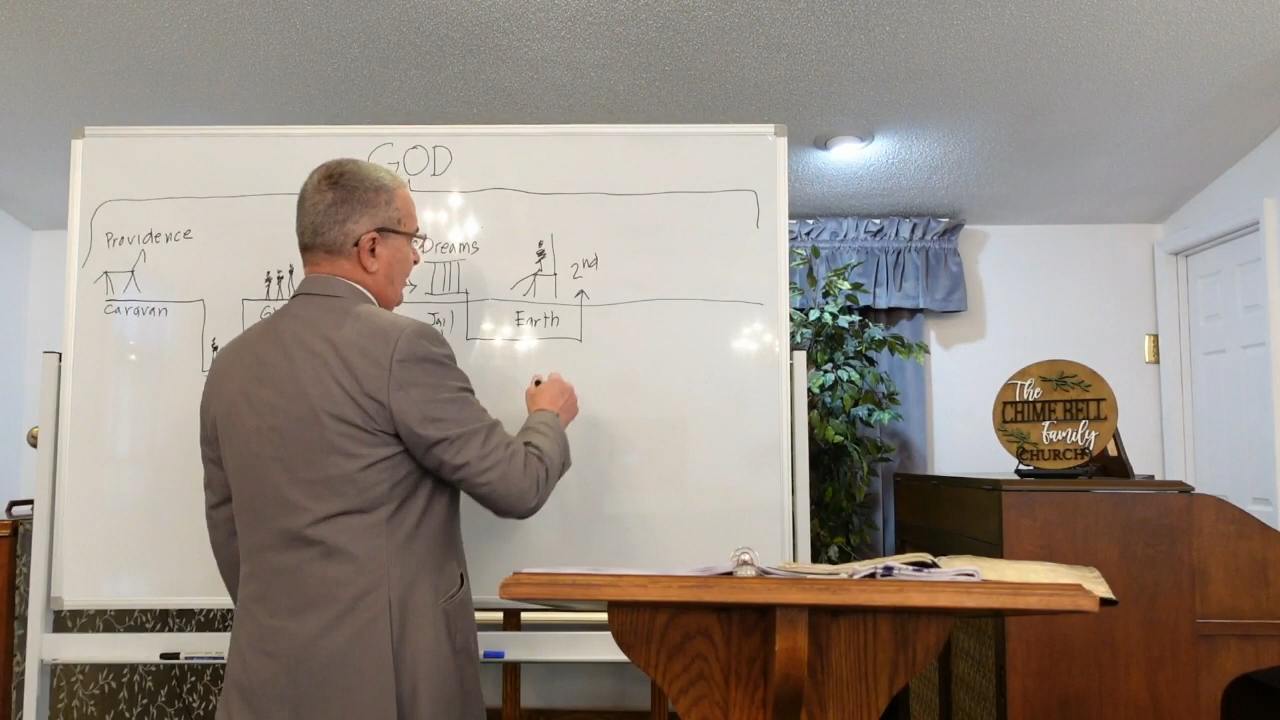 GOD
Providence
Dreams
2nd
Caravan
Jail
Earth
The
CHIME BELL
Family
CHURCH